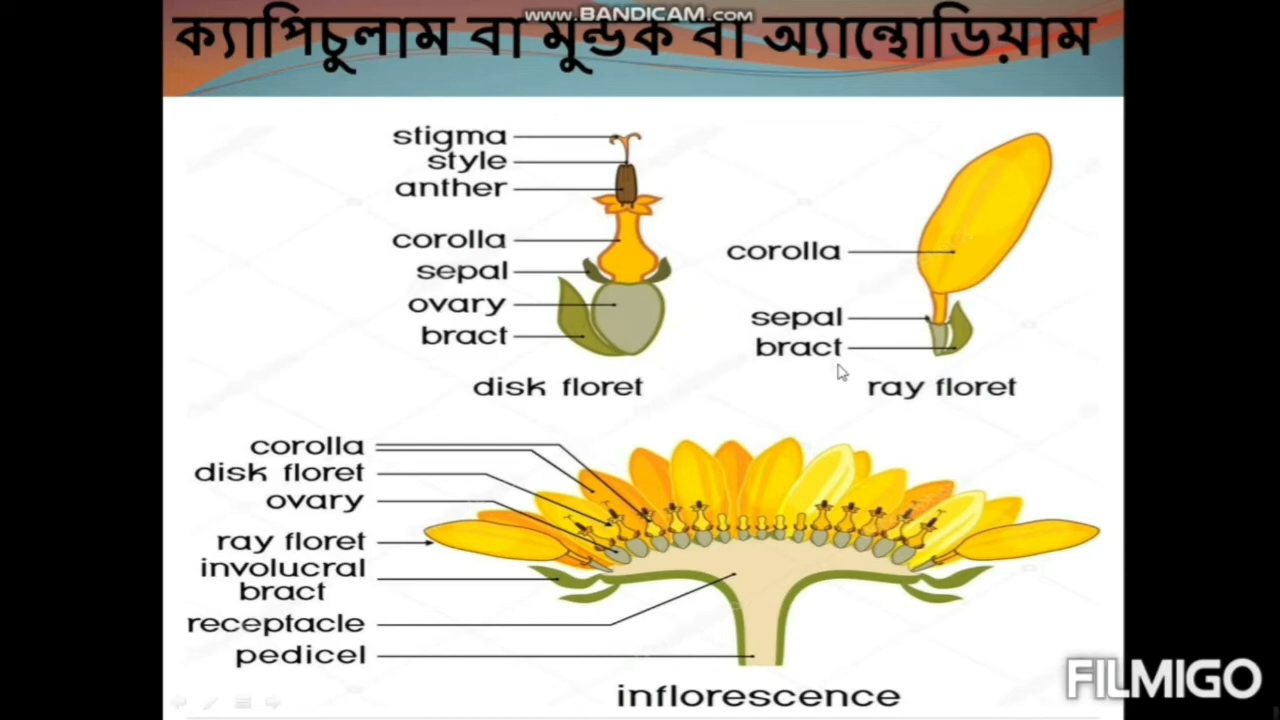 www.BANDICAM.com
ক্যাপিচুলাম বা মুন্ডক বা অ্যান্থোডিয়াম
stigma
style
anther
corolla
sepal
ovary
bract
disk floret
corolla
sepal
bract
ray floret
corolla
disk floret
ovary
ray floret
involucral
bract
receptacle
pedicel
inflorescence
FILMIGO